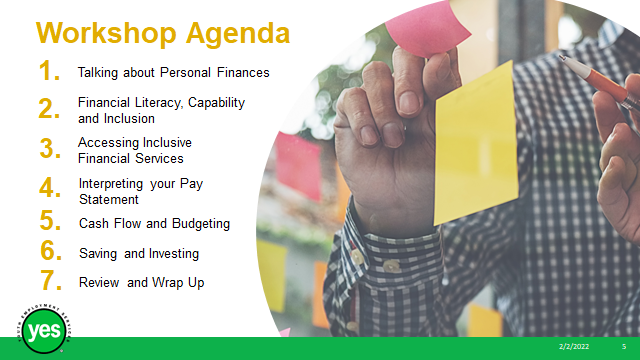 Workshop Agenda
1. Talking about Personal Finances
2. Financial Literacy, Capability
and Inclusion
3. Accessing Inclusive
Financial Services
4. Interpreting your Pay
Statement
5. Cash Flow and Budgeting
6. Saving and Investing
7. Review and Wrap Up
YOUTH EMPLOYMENT SERVICES
yes
2/2/2022 5